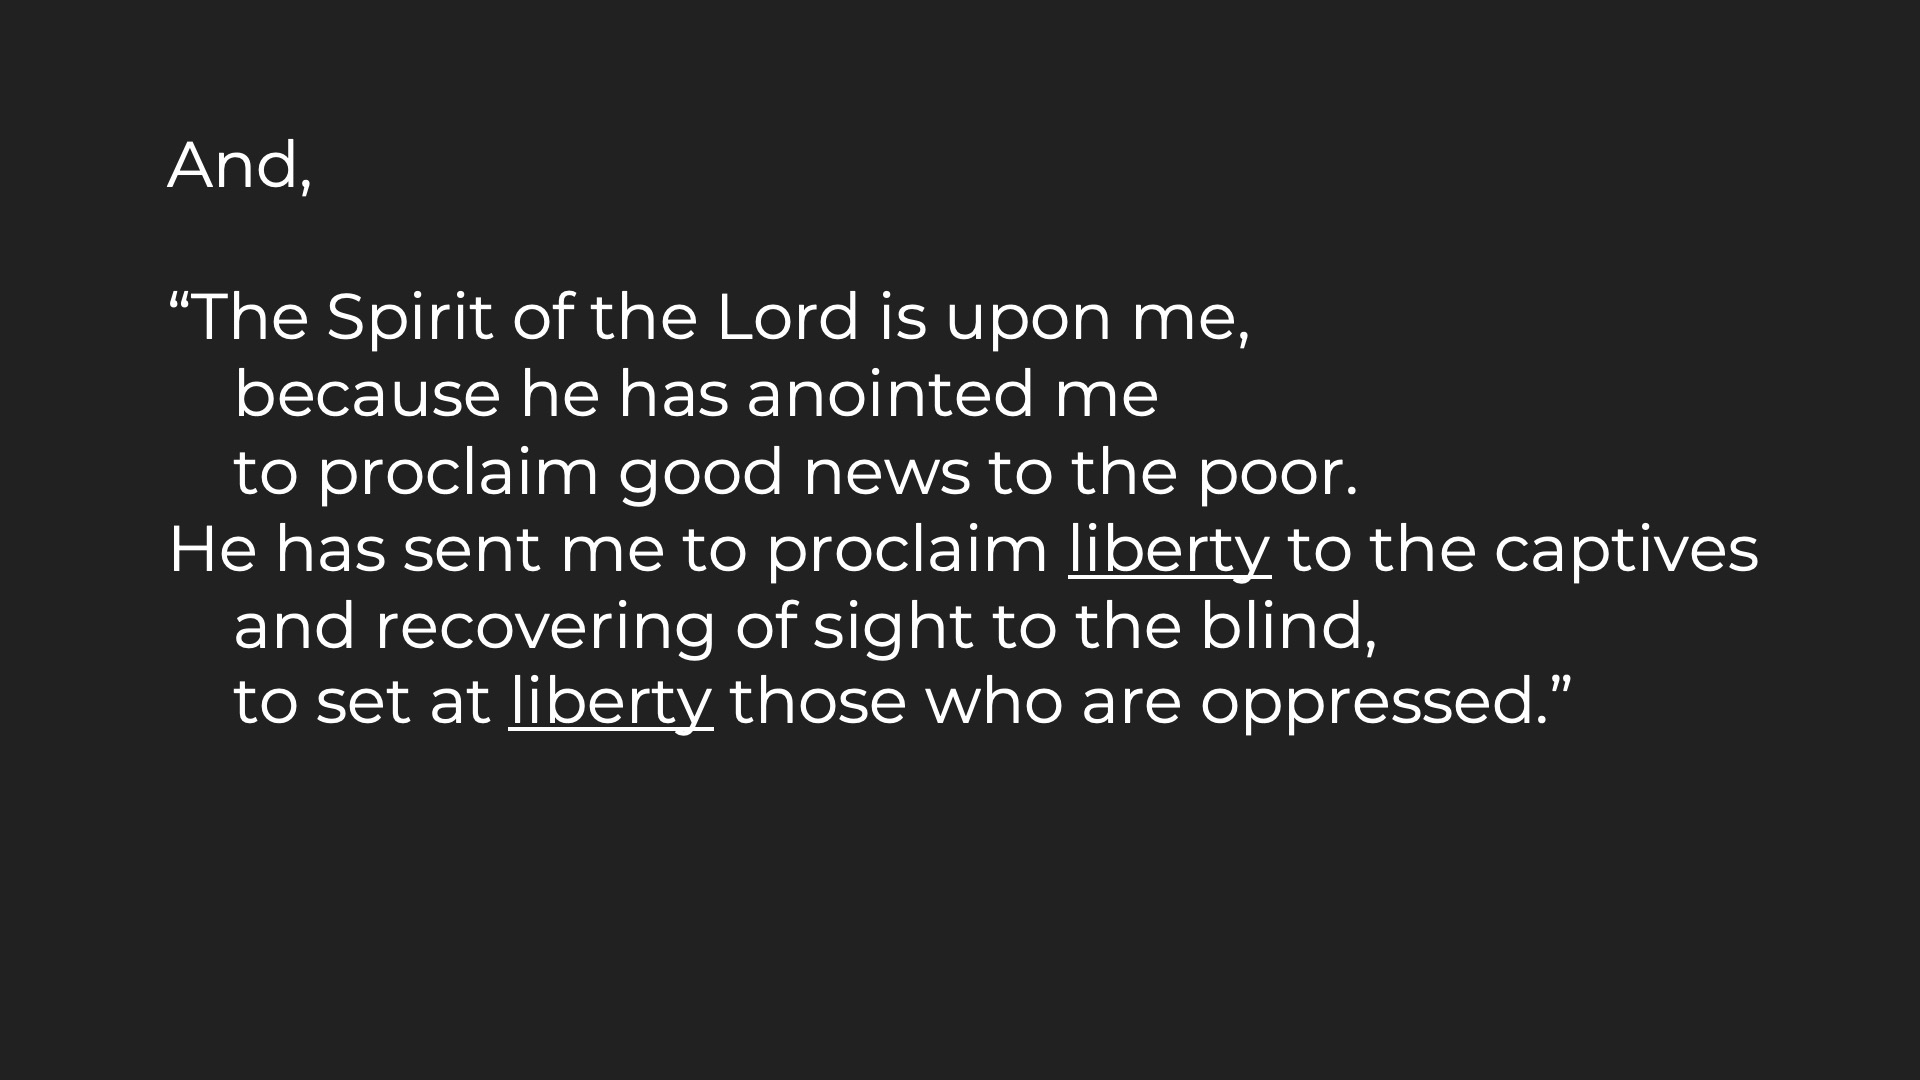 And,
“The Spirit of the Lord is upon me,
because he has anointed me
to proclaim good news to the poor.
He has sent me to proclaim liberty to the captives
and recovering of sight to the blind,
to set at liberty those who are oppressed.”